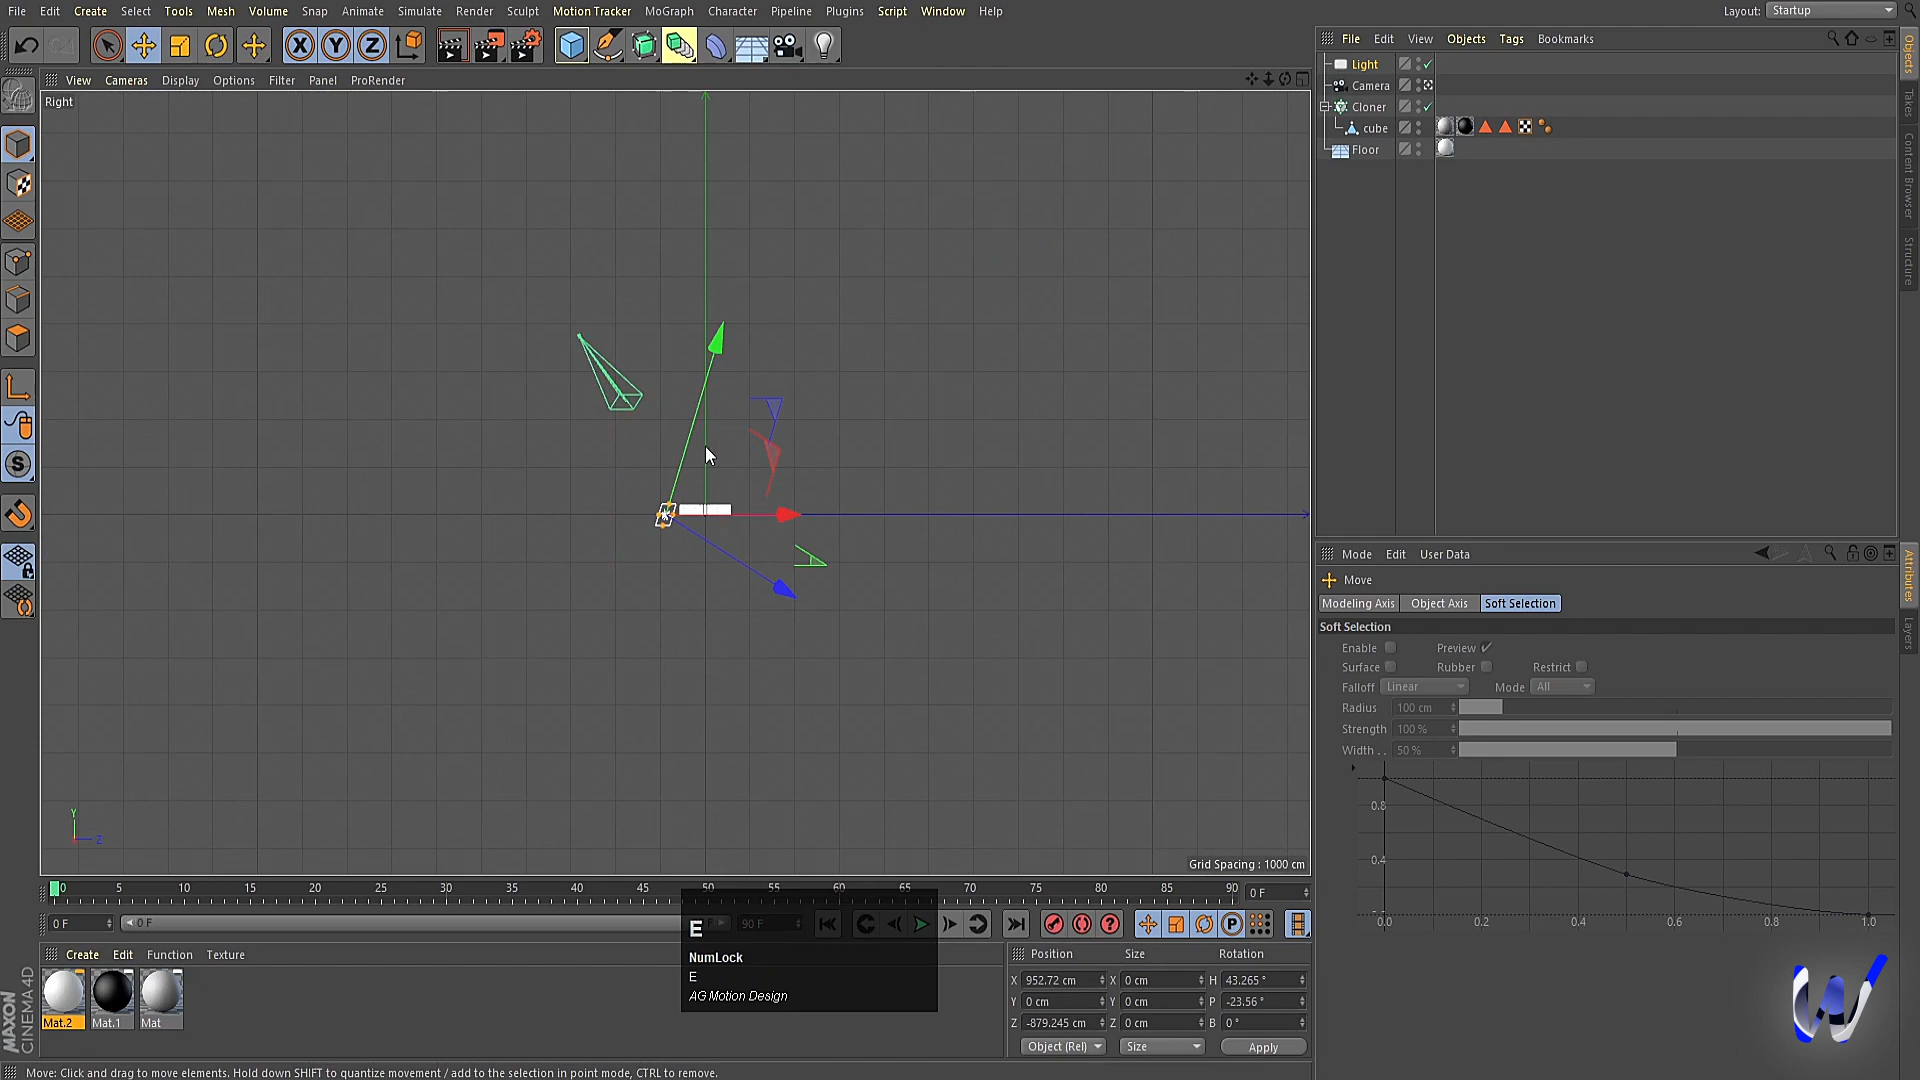 File Edit Create Select Tools Mesh Volume Snap Animate Simulate Render Sculpt Motion Tracker MoGraph Character Pipeline Plugins Script Window Help Layout: Startup
File Edit View Objects Tags Bookmarks
View Cameras Display Options Filter Panel ProRender
Right
Light
Camera
Cloner
cube
Floor
Objects
Takes
Content Browser
Structure
Y
Z
Grid Spacing : 1000 cm
Mode Edit User Data
Move
Modeling Axis Object Axis Soft Selection
Soft Selection
Enable Preview
Surface Rubber Restrict
Falloff Linear Mode All
Radius 100 cm
Strength 100 %
Width . . 50 %
0.8
0.4
0.0 0.2 0.4 0.6 0.8 1.0
Attributes
Layers
0 5 10 15 20 25 30 35 40 45 50 55 60 65 70 75 80 85 90 0 F
0 F 0 F 90 F
E
NumLock
E
AG Motion Design
Create Edit Function Texture
Mat.2 Mat.1 Mat
Position Size Rotation
X 952.72 cm X 0 cm H 43.265 °
Y 0 cm Y 0 cm P -23.56 °
Z -879.245 cm Z 0 cm B 0 °
Object (Rel) Size Apply
MAXON
CINEMA 4D
Move: Click and drag to move elements. Hold down SHIFT to quantize movement / add to the selection in point mode, CTRL to remove.